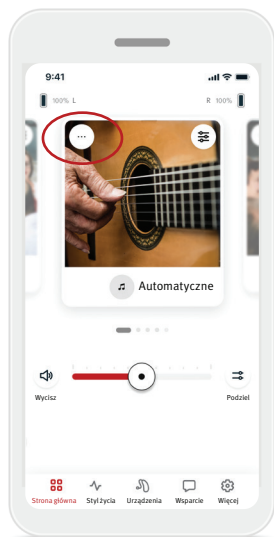 9:41
100% L
R 100%
...
Automatyczne
Wycisz
Podziel
Strona główna Styl życia Urządzenia Wsparcie Więcej